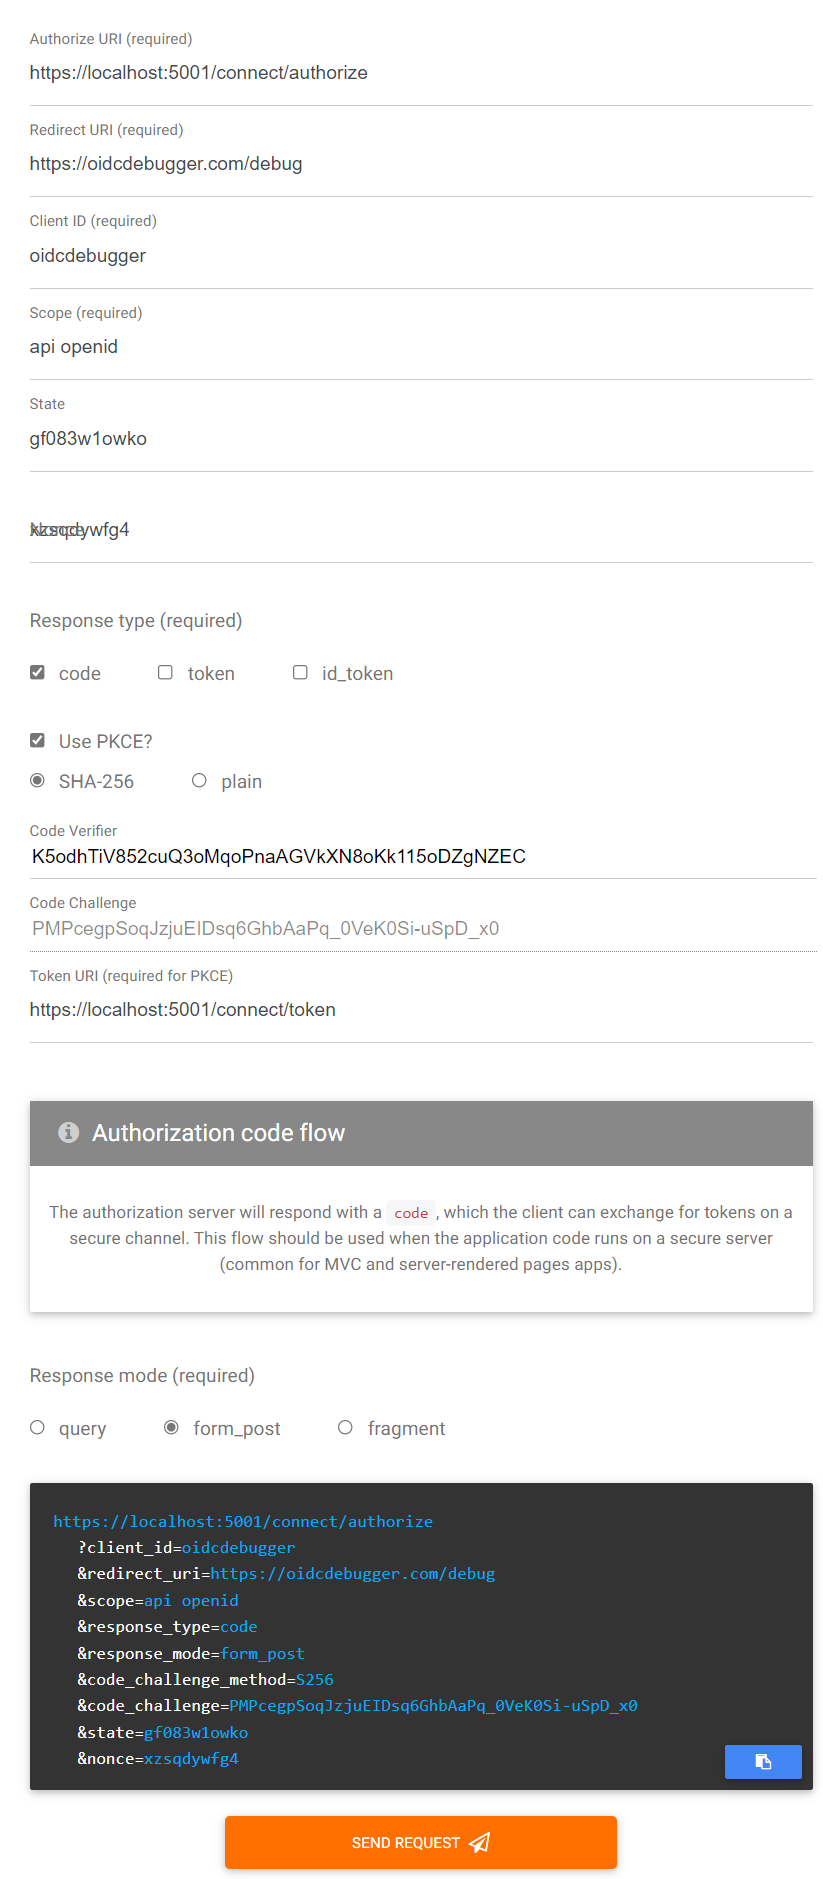 Authorize URI (required)
https://localhost:5001/connect/authorize
Redirect URI (required)
https://oidcdebugger.com/debug
Client ID (required)
oidcdebugger
Scope (required)
api openid
State
gf083w1owko
Nonce
xzsqdywfg4
Response type (required)
code token id_token
Use PKCE?
SHA-256 plain
Code Verifier
K5odhTiV852cuQ3oMqoPnaAGVkXN8oKk115oDZgNZEC
Code Challenge
PMPcegpSoqJzjuEIDsq6GhbAaPq_0VeK0Si-uSpD_x0
Token URI (required for PKCE)
https://localhost:5001/connect/token
Authorization code flow
The authorization server will respond with a code, which the client can exchange for tokens on a
secure channel. This flow should be used when the application code runs on a secure server
(common for MVC and server-rendered pages apps).
Response mode (required)
query form_post fragment
https://localhost:5001/connect/authorize
?client_id=oidcdebugger
&redirect_uri=https://oidcdebugger.com/debug
&scope=api openid
&response_type=code
&response_mode=form_post
&code_challenge_method=S256
&code_challenge=PMPcegpSoqJzjuEIDsq6GhbAaPq_0VeK0Si-uSpD_x0
&state=gf083w1owko
&nonce=xzsqdywfg4
SEND REQUEST